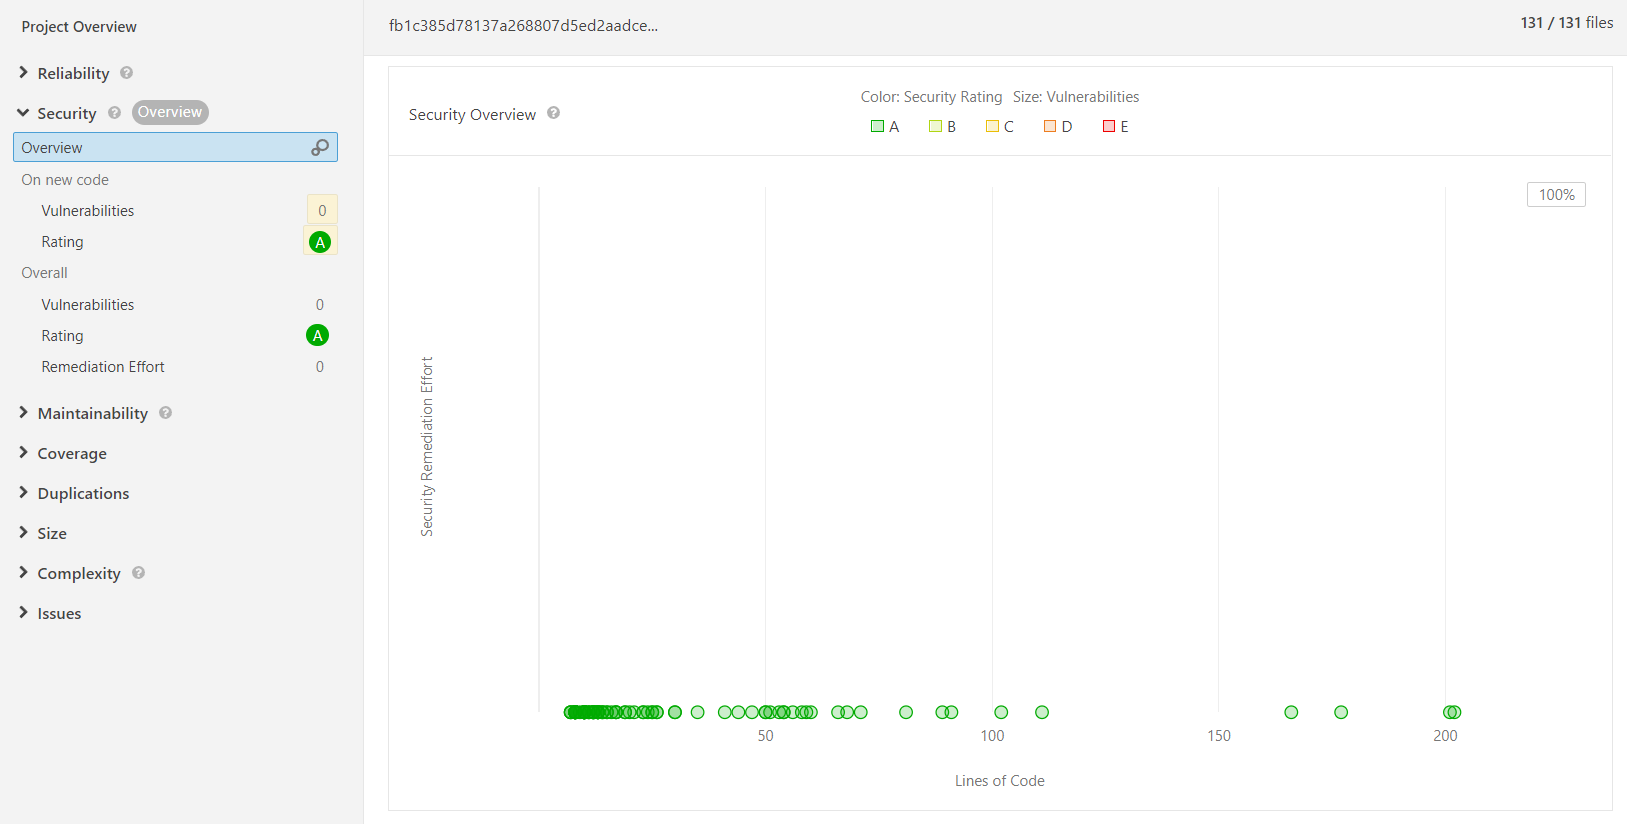 Project Overview
Reliability
Security Overview
Overview
On new code
Vulnerabilities 0
Rating A
Overall
Vulnerabilities 0
Rating A
Remediation Effort 0
Maintainability
Coverage
Duplications
Size
Complexity
Issues
fb1c385d78137a268807d5ed2aadce...
131 / 131 files
Security Overview
Color: Security Rating Size: Vulnerabilities
A B C D E
100%
Security Remediation Effort
50 100 150 200
Lines of Code